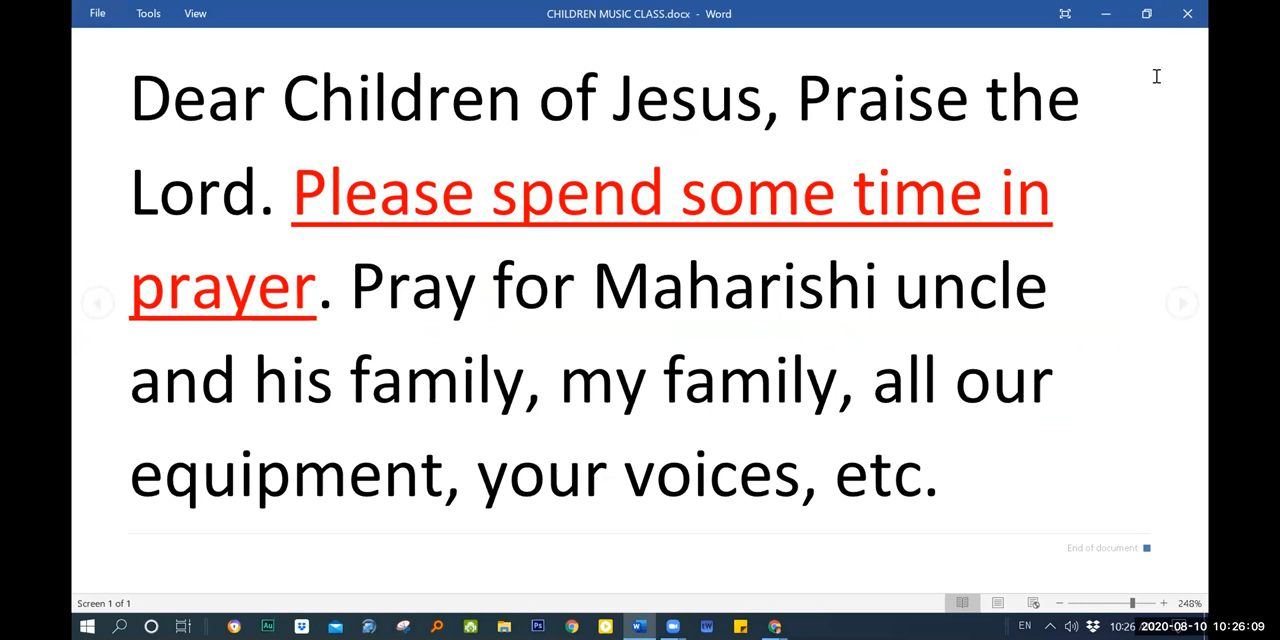 File Tools View CHILDREN MUSIC CLASS.docx - Word
Dear Children of Jesus, Praise the
Lord. Please spend some time in
prayer. Pray for Maharishi uncle
and his family, my family, all our
equipment, your voices, etc.
End of document
Screen 1 of 1 248%
EN 10:26 2020-08-10 10:26:09